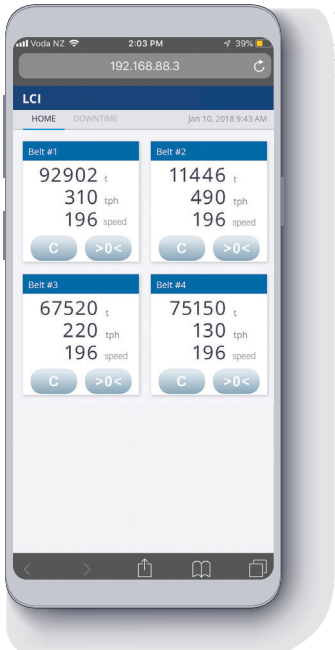 Voda NZ 2:03 PM 39%
192.168.88.3
LCI
HOME DOWNTIME Jan 10, 2018 9:43 AM
Belt #1 Belt #2
92902 t 11446 t
310 tph 490 tph
196 speed 196 speed
C >0< C >0<
Belt #3 Belt #4
67520 t 75150 t
220 tph 130 tph
196 speed 196 speed
C >0< C >0<